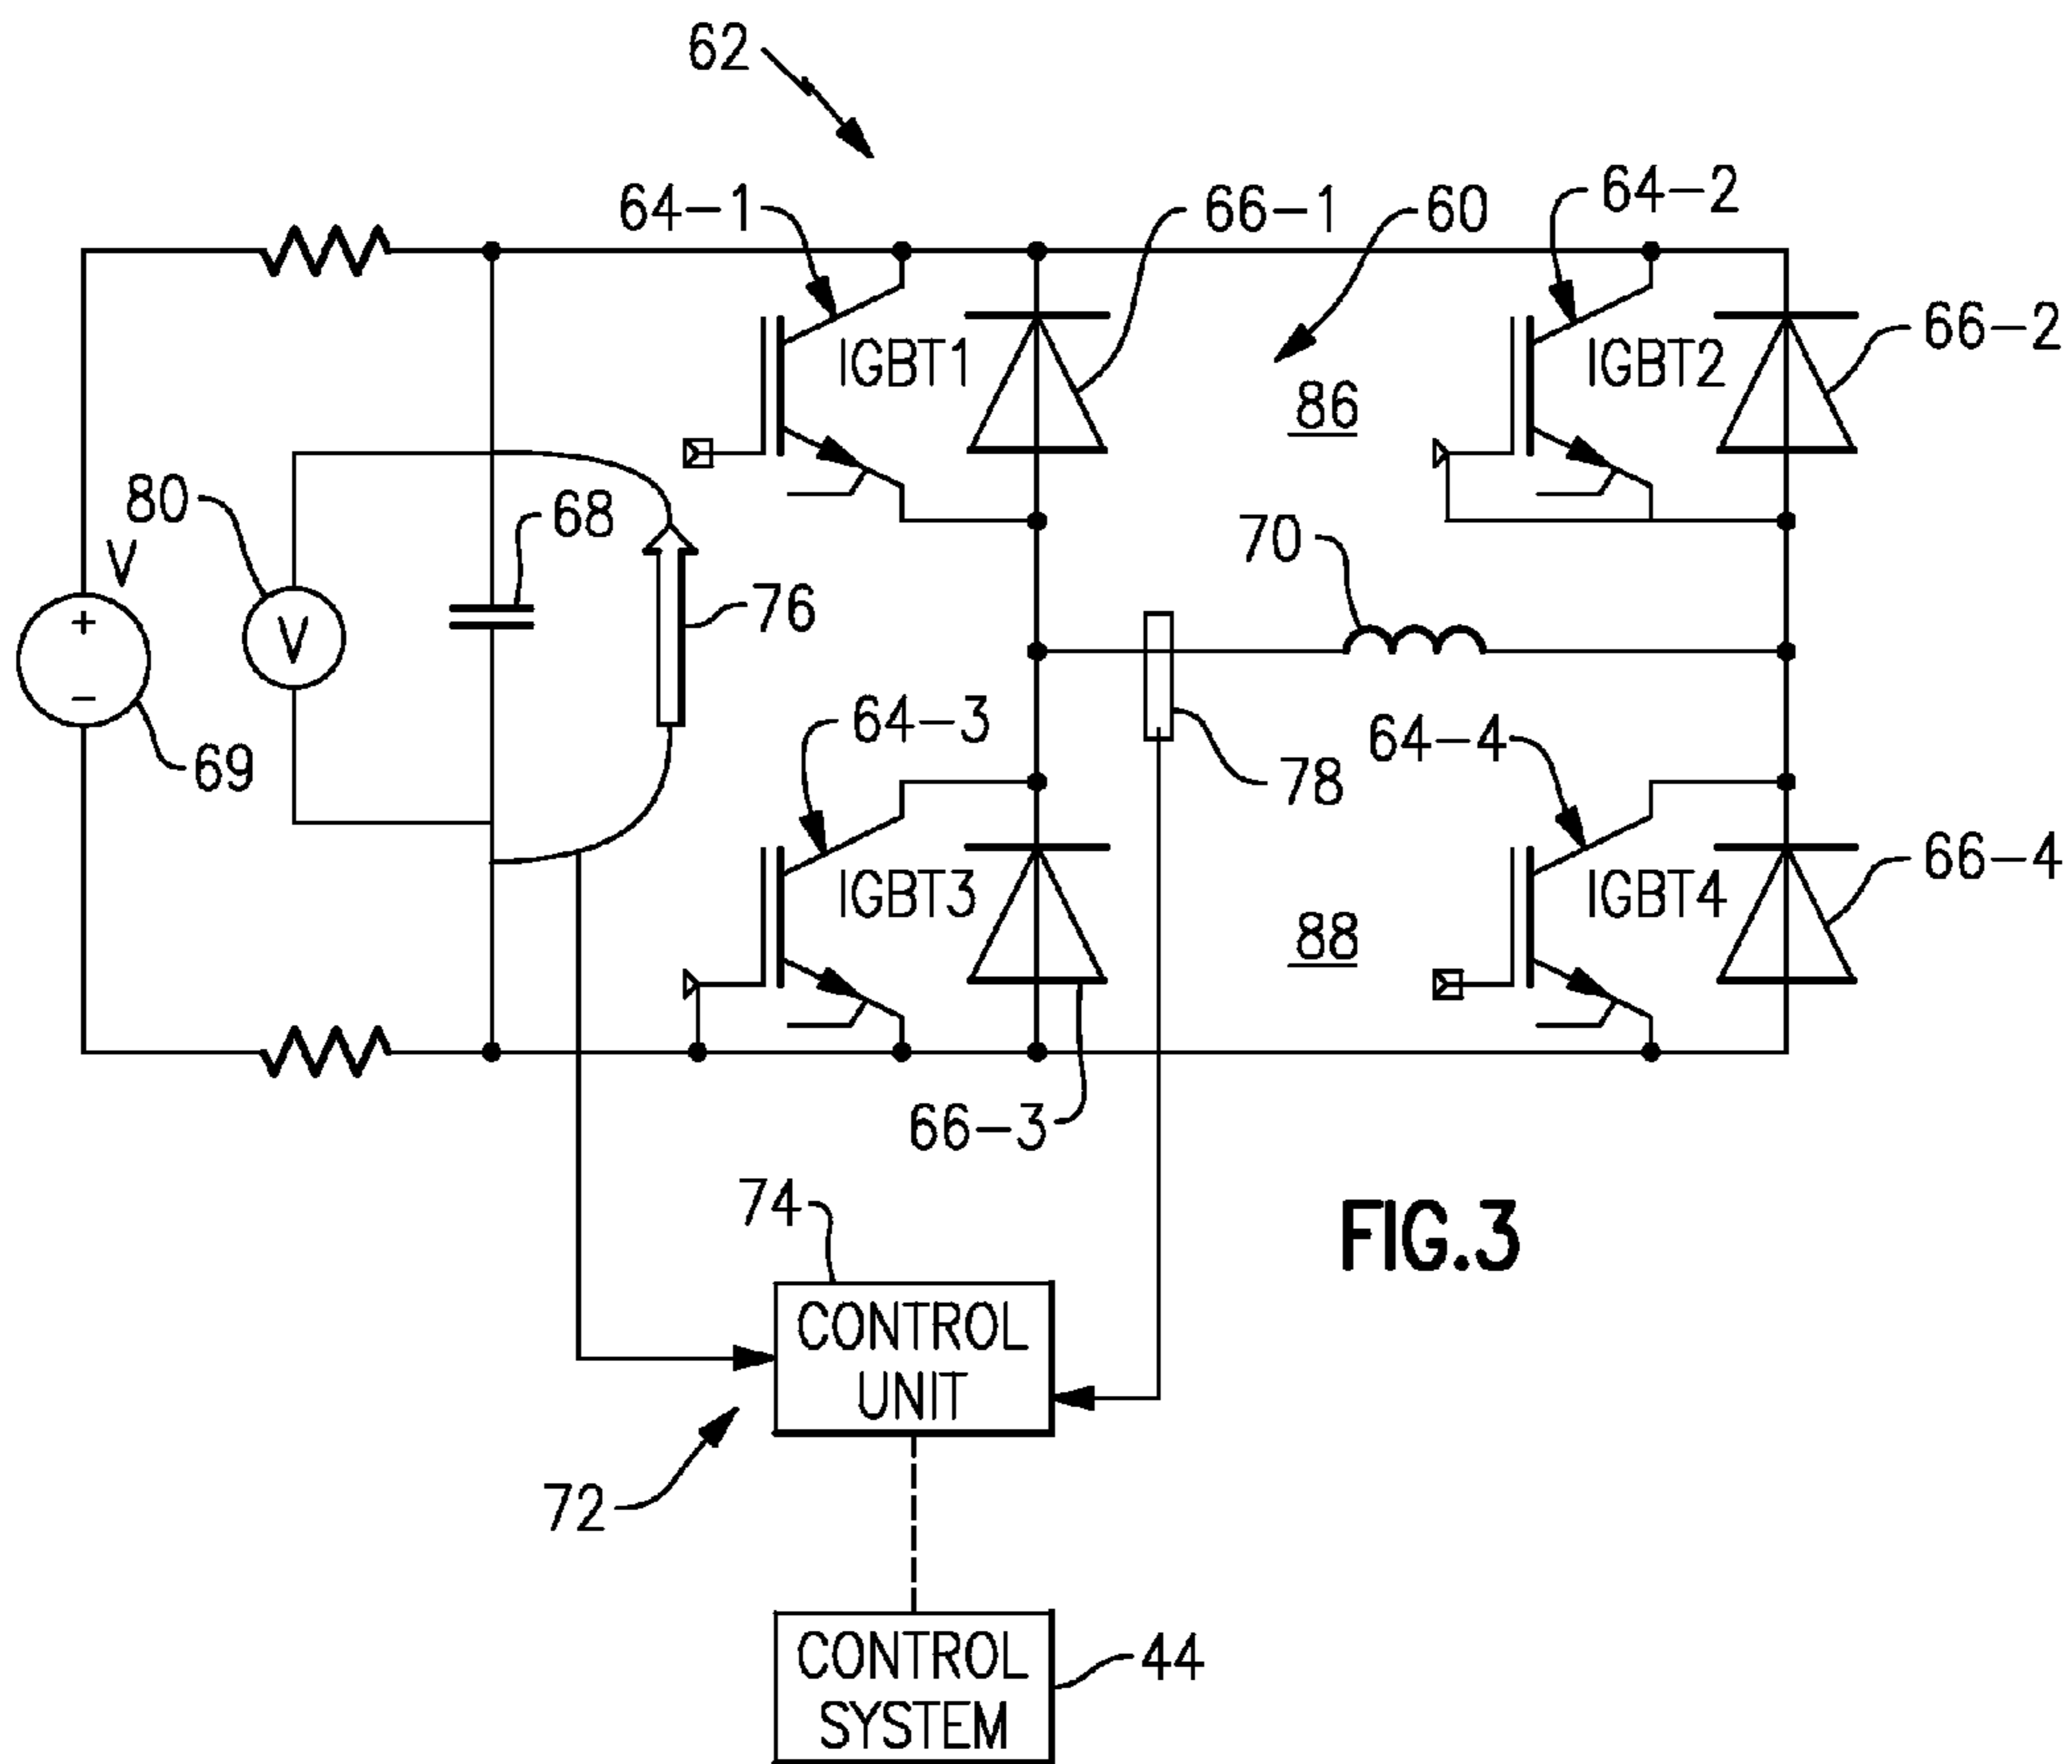 62
64-1
66-1
60
64-2
IGBT1
86
IGBT2
66-2
80
V
68
70
+
V
-
76
69
64-3
78
64-4
IGBT3
88
IGBT4
66-4
66-3
74
FIG.3
CONTROL
UNIT
72
CONTROL
SYSTEM
44